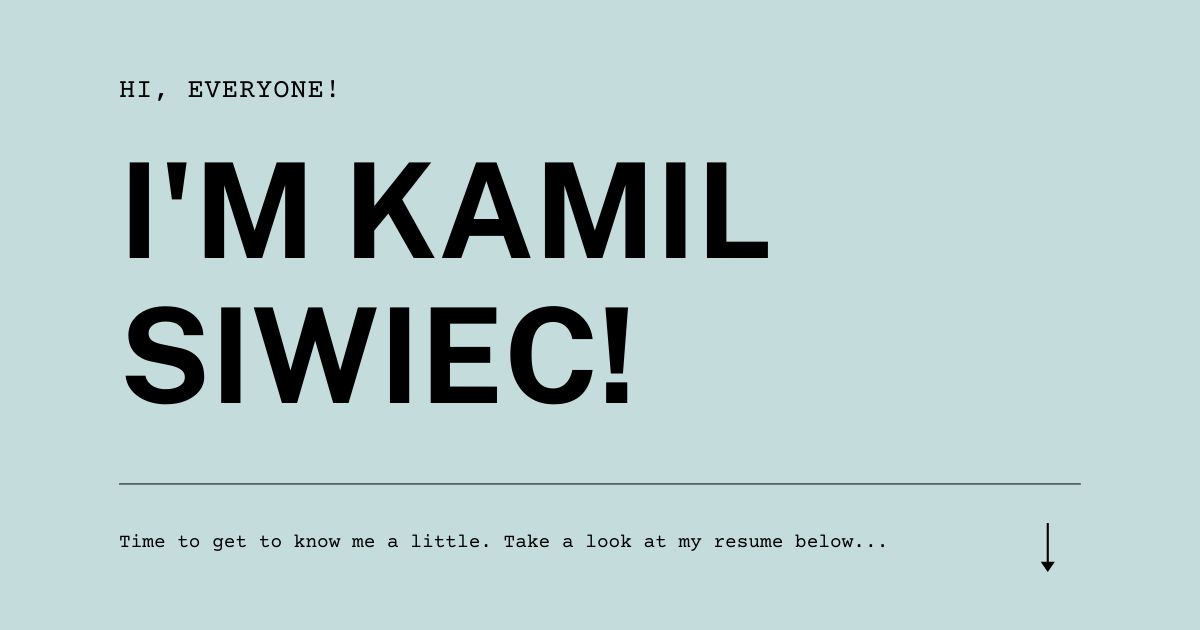 HI, EVERYONE!
I'M KAMIL
SIWIEC!
Time to get to know me a little. Take a look at my resume below...